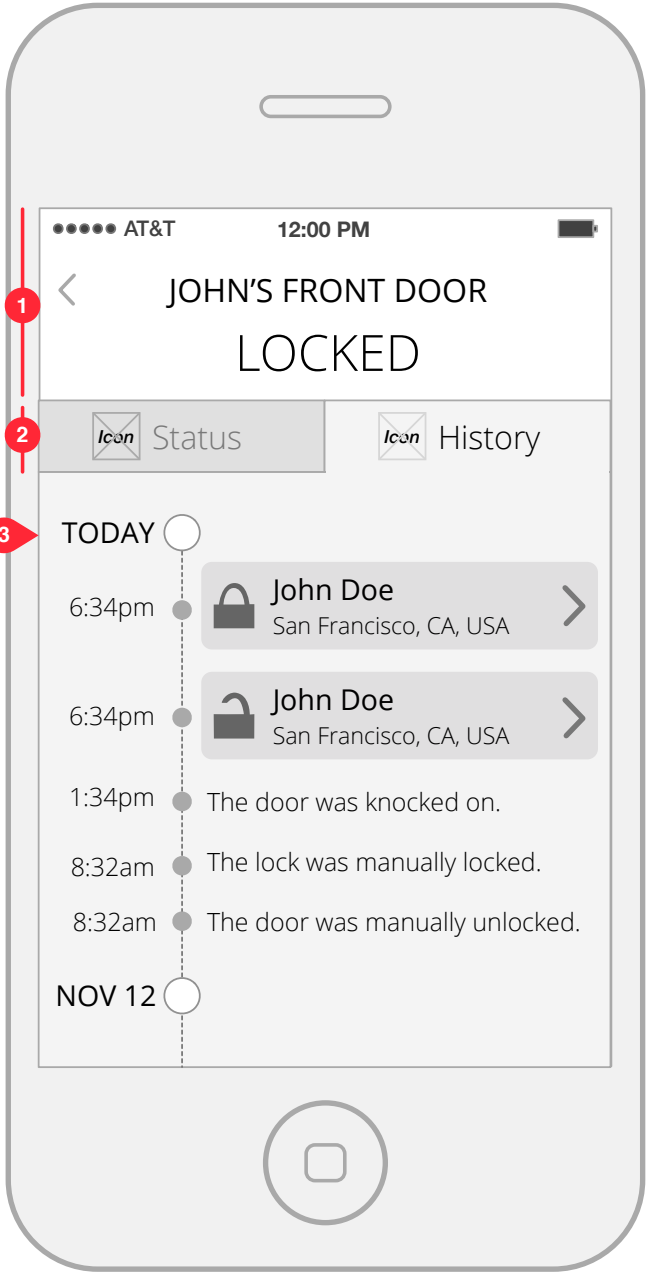 AT&T 12:00 PM
1
JOHN'S FRONT DOOR
LOCKED
2
Icon Status
Icon History
3
TODAY
6:34pm
John Doe
San Francisco, CA, USA
6:34pm
John Doe
San Francisco, CA, USA
1:34pm The door was knocked on.
8:32am The lock was manually locked.
8:32am The door was manually unlocked.
NOV 12